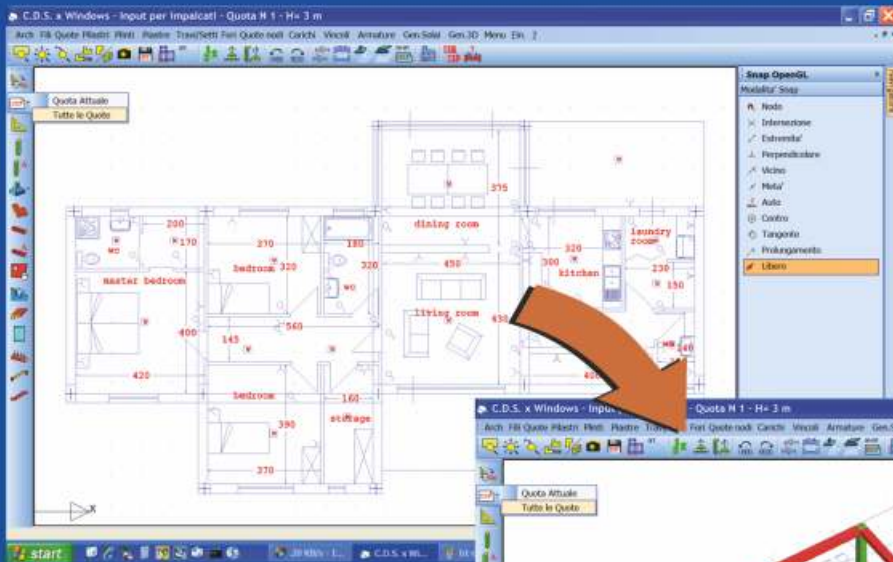 C.D.S. x Windows - Input per Impalcati - Quota N 1 - H= 3 m
Arch Fili Quote Pilastri Plinti Piastre Travi/Setti Fori Quote nodi Carichi Vincoli Armature Gen.Solai Gen.3D Menu Ein ?
Quota Attuale
Tutte le Quote
Snap OpenGL
Modalita' Snap
Nodo
Intersezione
Estremita'
Perpendicolare
Vicino
Meta'
Auto
Centro
Tangente
Prolungamento
Libero
375
200
170
wc
370
bedroom
320
180
320
wc
dining room
450
320
300
kitchen
laundry
room
230
150
master bedroom
400
560
145
living room
430
420
bedroom
390
370
160
storage
140
X
C.D.S. x Windows - Input
- Quota N 1 - H= 3 m
Arch Fili Quote Pilastri Plinti Piastre
Fori Quote nodi Carichi Vincoli Armature
Quota Attuale
Tutte le Quote
start
C.D.S. x Wi...